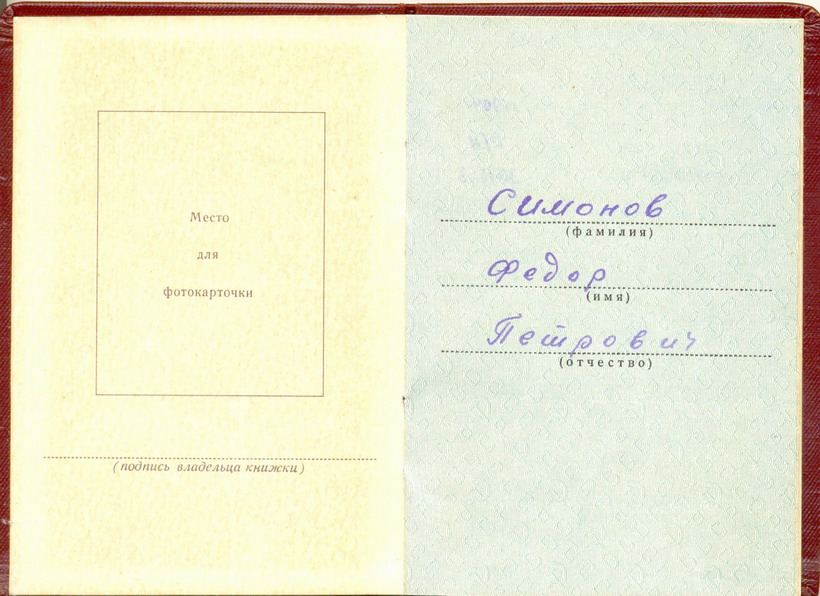 Место
для
фотокарточки
(подпись владельца книжки)
Симонов
(фамилия)
Федор
(имя)
Петрович
(отчество)